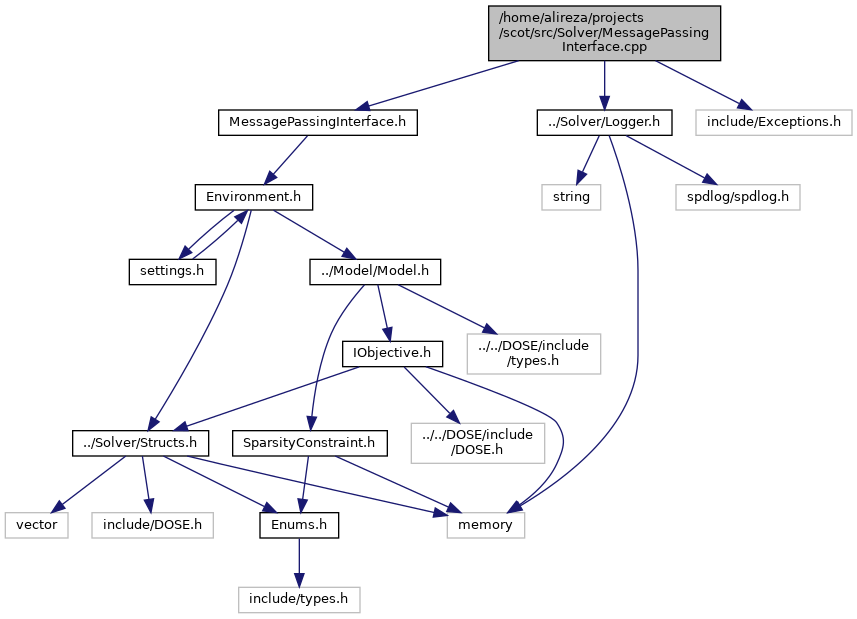 /home/alireza/projects
/scot/src/Solver/MessagePassing
Interface.cpp
MessagePassingInterface.h
../Solver/Logger.h
include/Exceptions.h
Environment.h
string
spdlog/spdlog.h
settings.h
../Model/Model.h
IObjective.h
../../DOSE/include
/types.h
../Solver/Structs.h
SparsityConstraint.h
../../DOSE/include
/DOSE.h
vector
include/DOSE.h
Enums.h
memory
include/types.h